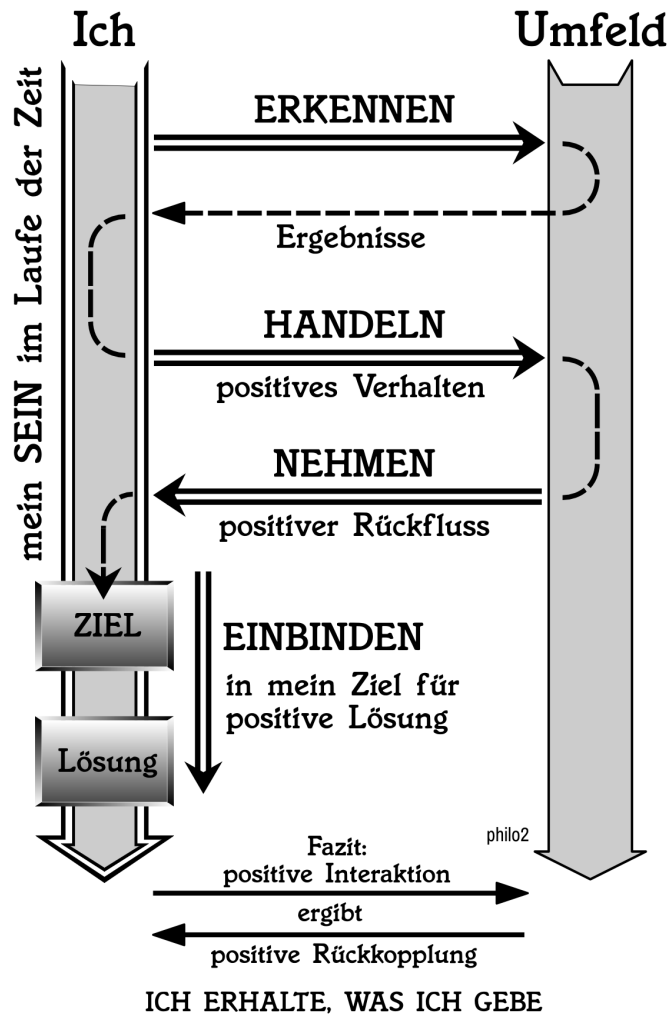 Ich
Umfeld
mein SEIN im Laufe der Zeit
ERKENNEN
Ergebnisse
HANDELN
positives Verhalten
NEHMEN
positiver Rückfluss
ZIEL
EINBINDEN
in mein Ziel für
positive Lösung
Lösung
philo2
Fazit:
positive Interaktion
ergibt
positive Rückkopplung
ICH ERHALTE, WAS ICH GEBE